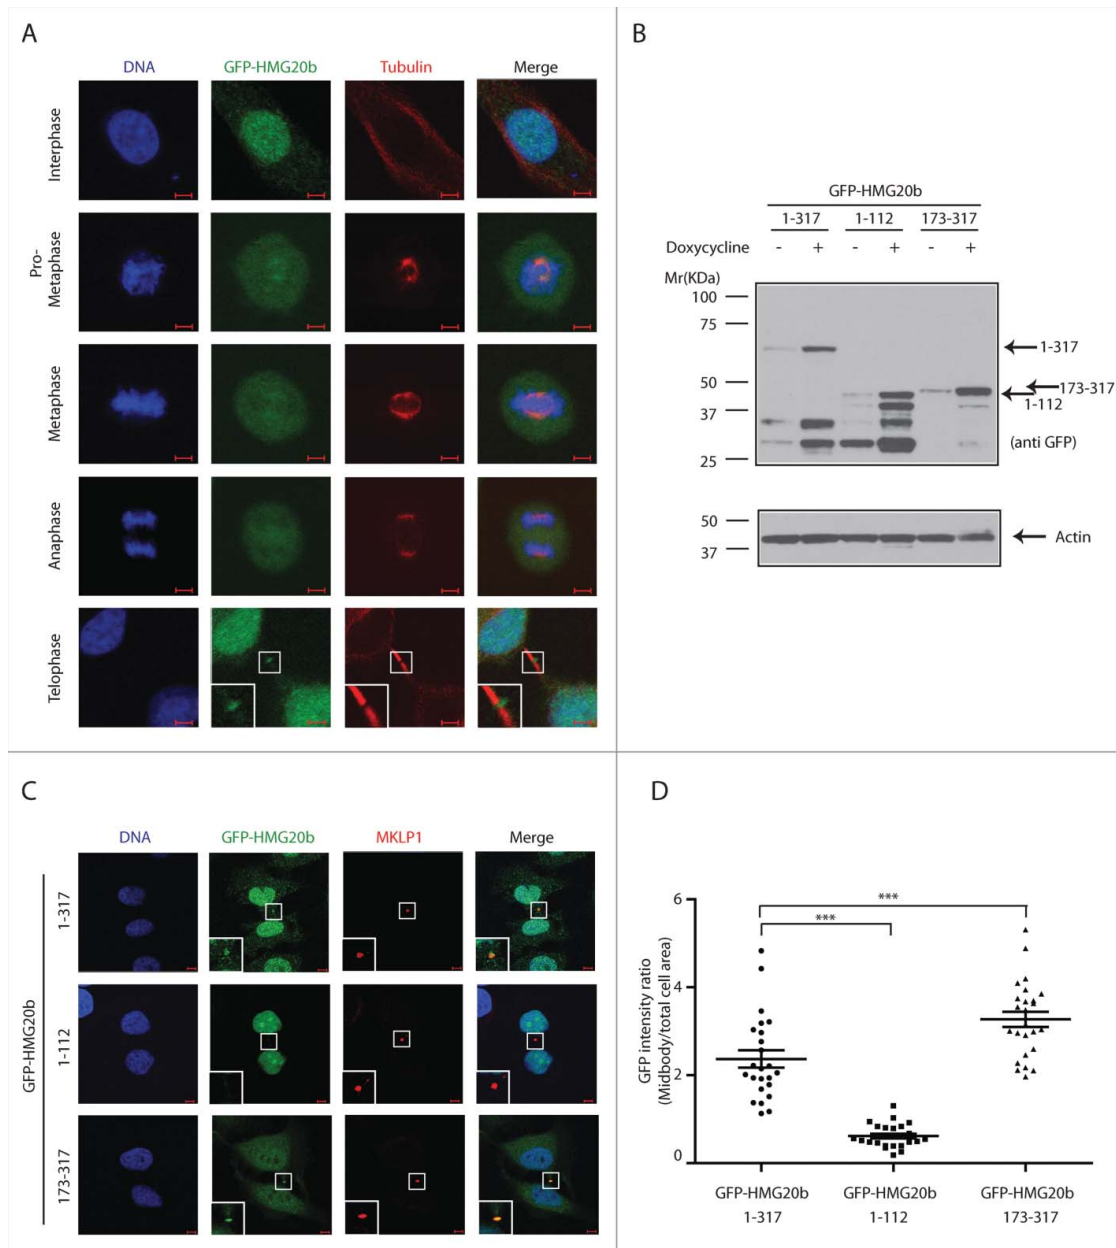 A
DNA GFP-HMG20b Tubulin Merge
Interphase
Pro-
Metaphase
Metaphase
Anaphase
Telophase
B
GFP-HMG20b
1-317 1-112 173-317
Doxycycline - + - + - +
Mr(KDa)
100
75
1-317
50
173-317
1-112
37
(anti GFP)
25
50
Actin
37
C
DNA GFP-HMG20b MKLP1 Merge
GFP-HMG20b
1-317
1-112
173-317
D
GFP intensity ratio
(Midbody/total cell area)
6
4
2
0
***
***
GFP-HMG20b GFP-HMG20b GFP-HMG20b
1-317 1-112 173-317